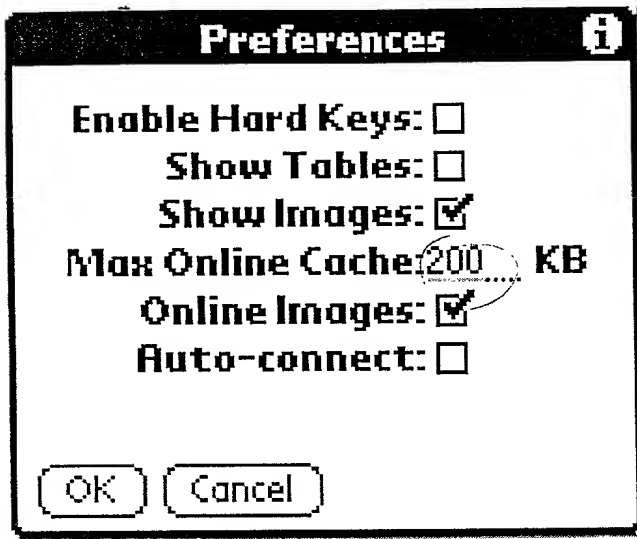 Preferences i
Enable Hard Keys:
Show Tables:
Show Images:
Max Online Cache: 200 KB
Online Images:
Auto-connect:
OK Cancel